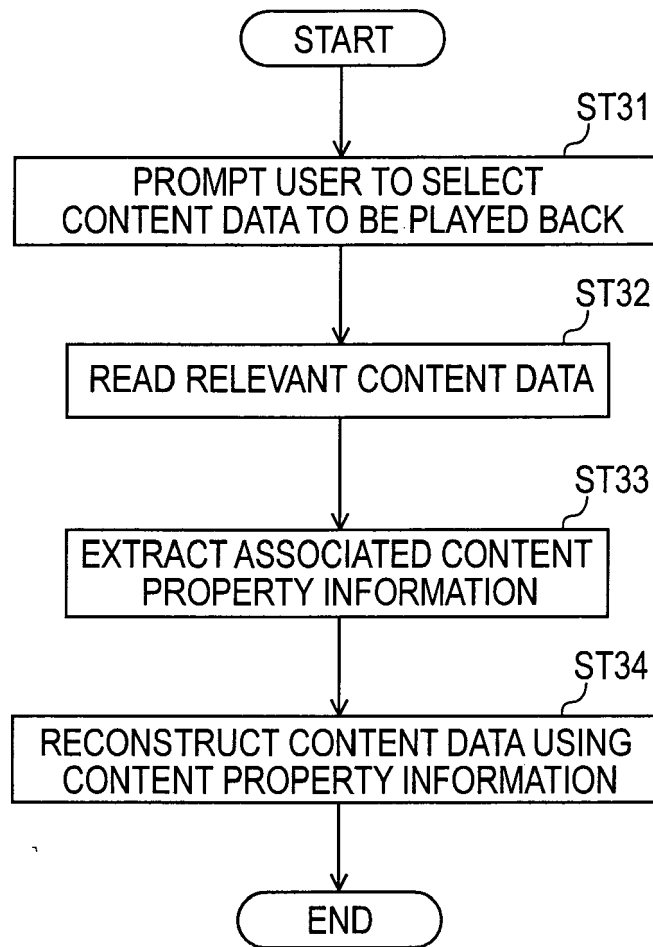 START
ST31
PROMPT USER TO SELECT
CONTENT DATA TO BE PLAYED BACK
ST32
READ RELEVANT CONTENT DATA
ST33
EXTRACT ASSOCIATED CONTENT
PROPERTY INFORMATION
ST34
RECONSTRUCT CONTENT DATA USING
CONTENT PROPERTY INFORMATION
END